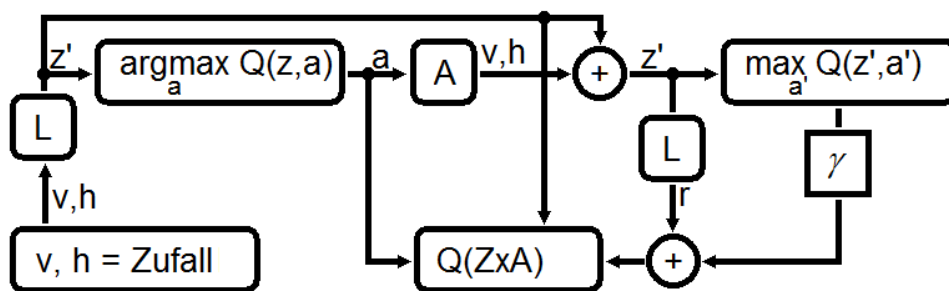 z'
argmax Q(z,a)
a
a
A
v,h
+
z'
max Q(z',a')
a'
L
L
γ
v,h
r
v, h = Zufall
Q(ZxA)
+